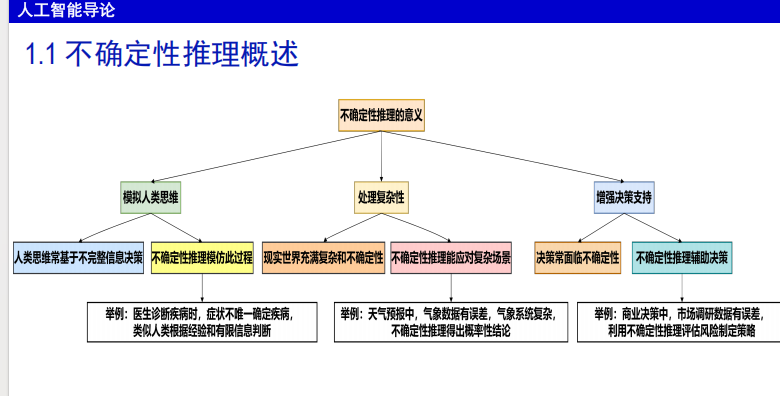 人工智能导论
1.1 不确定性推理概述
不确定性推理的意义
模拟人类思维
处理复杂性
增强决策支持
人类思维常基于不完整信息决策
不确定性推理模仿此过程
现实世界充满复杂和不确定性
不确定性推理能应对复杂场景
决策常面临不确定性
不确定性推理辅助决策
举例：医生诊断疾病时，症状不唯一确定疾病，
类似人类根据经验和有限信息判断
举例：天气预报中，气象数据有误差，气象系统复杂，
不确定性推理得出概率性结论
举例：商业决策中，市场调研数据有误差，
利用不确定性推理评估风险制定策略